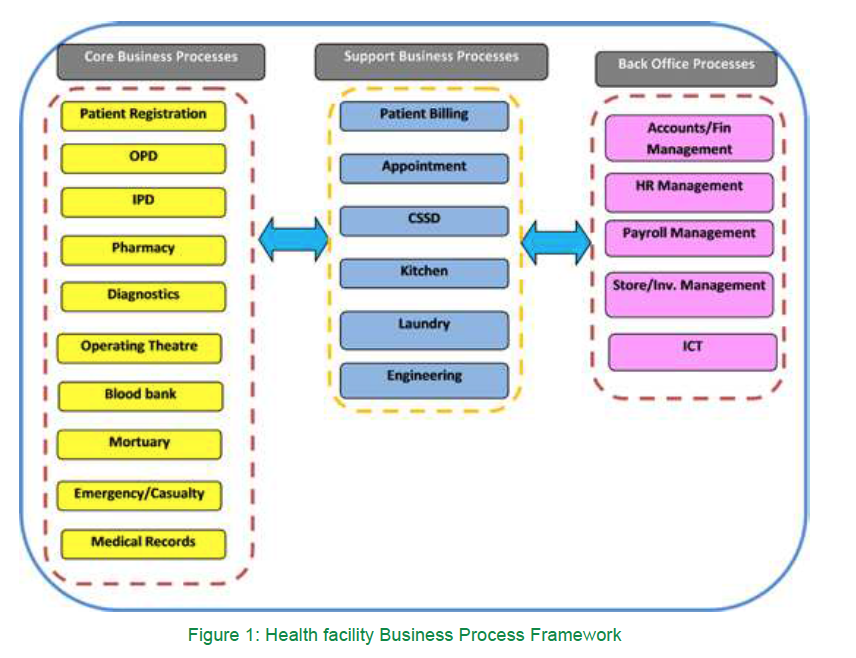 Core Business Processes
Patient Registration
OPD
IPD
Pharmacy
Diagnostics
Operating Theatre
Blood bank
Mortuary
Emergency/Casualty
Medical Records
Support Business Processes
Patient Billing
Appointment
CSSD
Kitchen
Laundry
Engineering
Back Office Processes
Accounts/Fin
Management
HR Management
Payroll Management
Store/Inv. Management
ICT
Figure 1: Health facility Business Process Framework